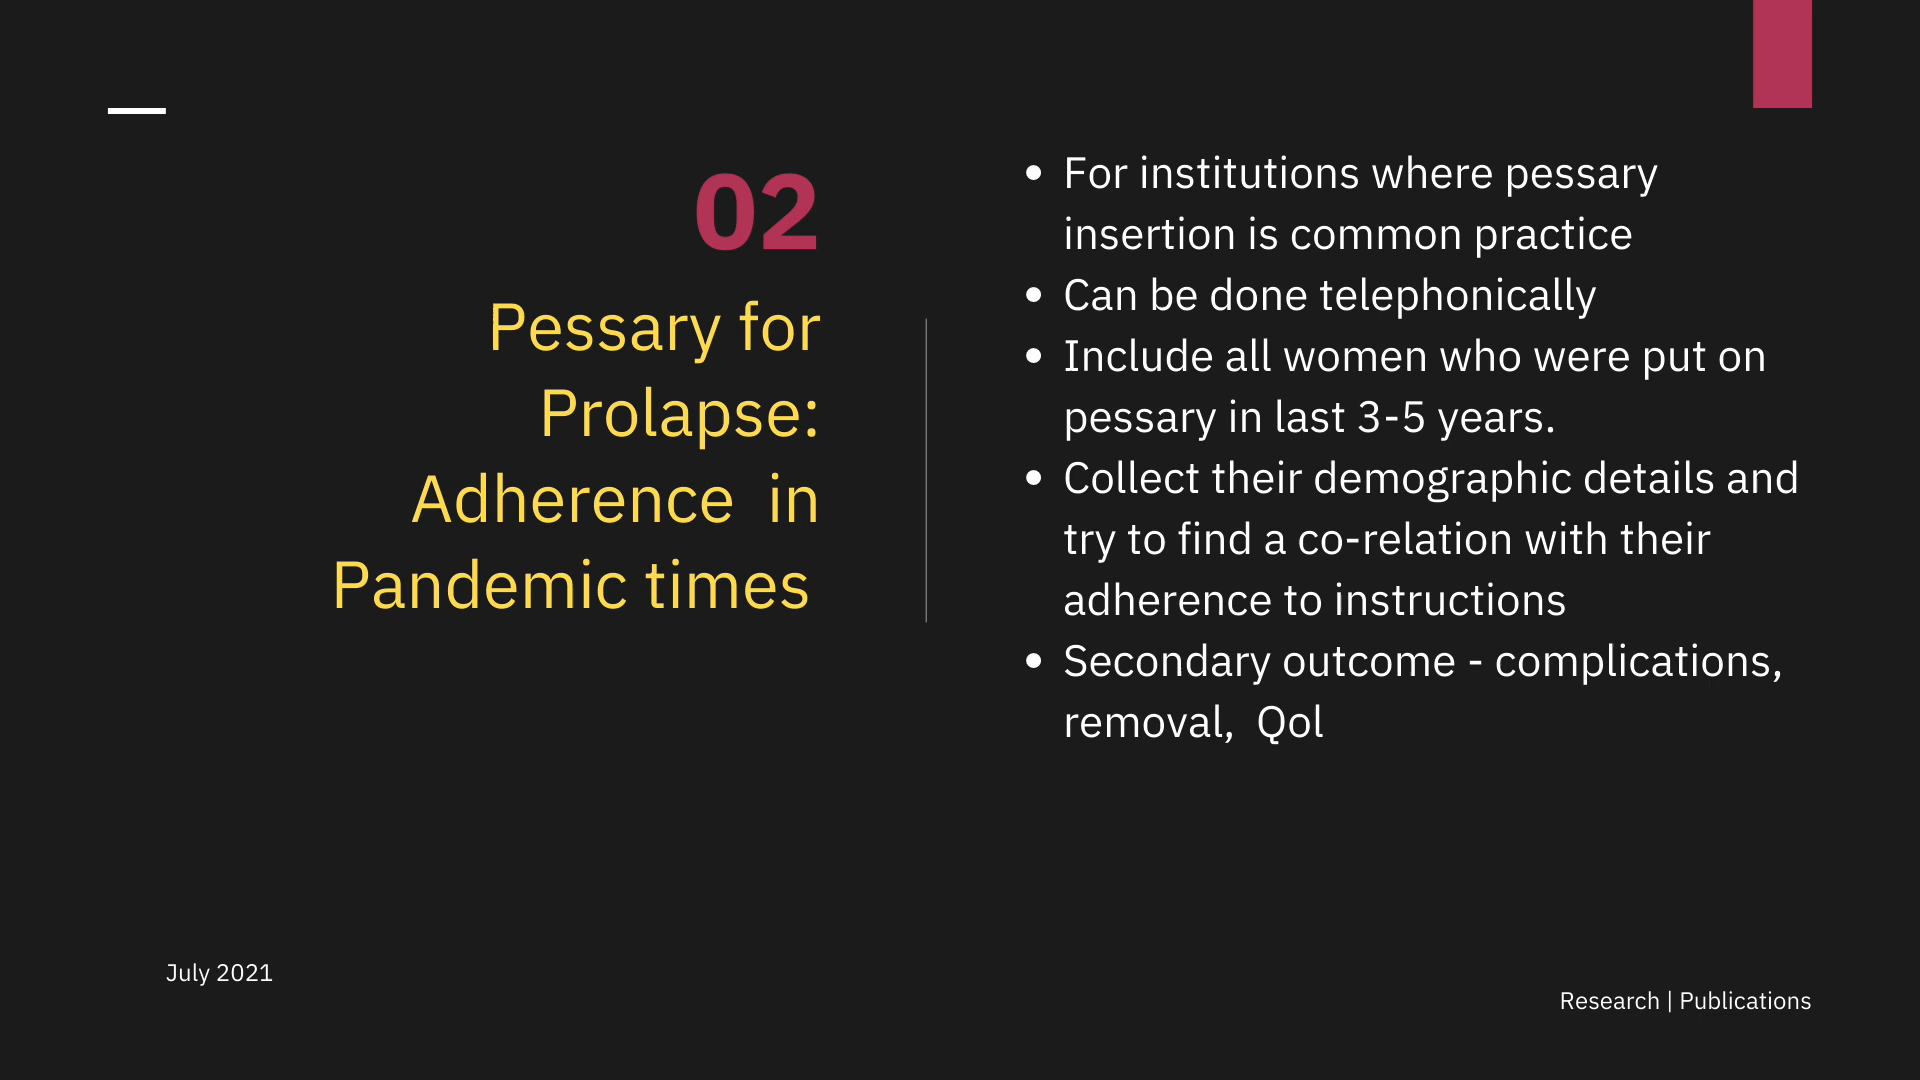 02
Pessary for
Prolapse:
Adherence  in
Pandemic times
• For institutions where pessary
insertion is common practice
• Can be done telephonically
• Include all women who were put on
pessary in last 3-5 years.
• Collect their demographic details and
try to find a co-relation with their
adherence to instructions
• Secondary outcome - complications,
removal,  Qol
July 2021
Research | Publications